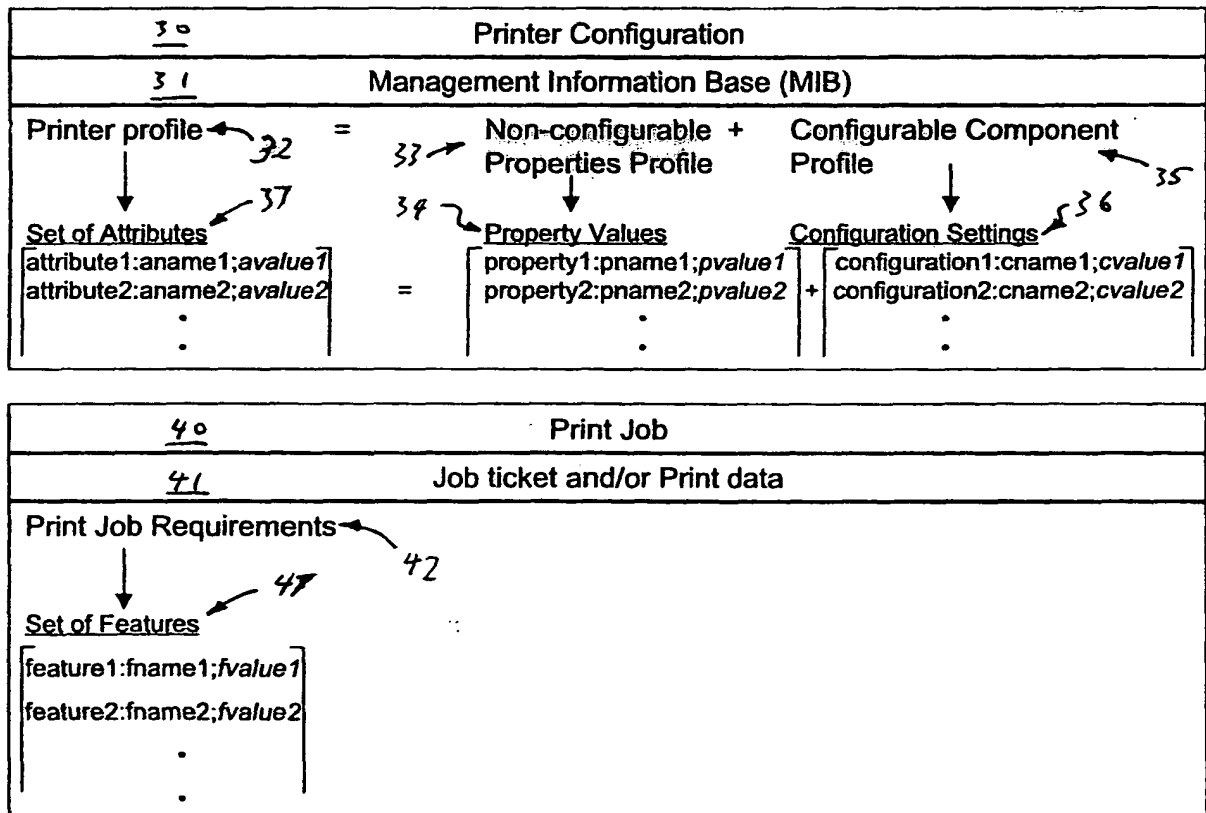 30 Printer Configuration
31 Management Information Base (MIB)
Printer profile = Non-configurable + Configurable Component
32 33 Properties Profile Profile 35
37 34 36
Set of Attributes Property Values Configuration Settings
attribute1:aname1;avalue1 property1:pname1;pvalue1 configuration1:cname1;cvalue1
attribute2:aname2;avalue2 = property2:pname2;pvalue2 + configuration2:cname2;cvalue2
40 Print Job
41 Job ticket and/or Print data
Print Job Requirements
42
47
Set of Features
feature1:fname1;fvalue1
feature2:fname2;fvalue2